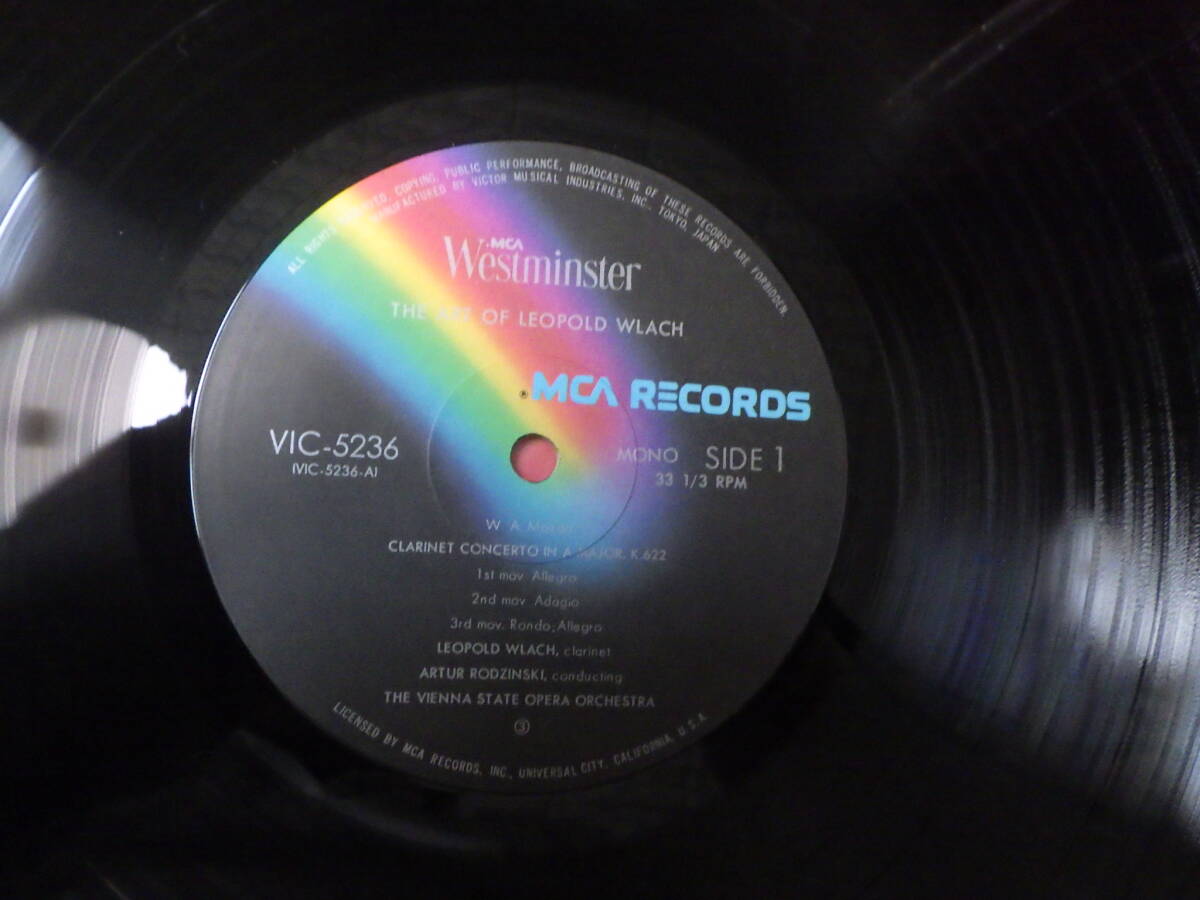 ALL RIGHTS RESERVED, COPYING, PUBLIC PERFORMANCE, BROADCASTING OF THESE RECORDS ARE FORBIDDEN.
MANUFACTURED BY VICTOR MUSICAL INDUSTRIES, INC. TOKYO, JAPAN
MCA
Westminster
THE ART OF LEOPOLD WLACH
® MCA RECORDS
VIC-5236
(VIC-5236-A)
MONO SIDE 1
33 1/3 RPM
W. A. Mozart
CLARINET CONCERTO IN A MAJOR, K.622
1st mov. Allegro
2nd mov. Adagio
3rd mov. Rondo; Allegro
LEOPOLD WLACH, clarinet
ARTUR RODZINSKI, conducting
THE VIENNA STATE OPERA ORCHESTRA
③
LICENSED BY MCA RECORDS, INC., UNIVERSAL CITY, CALIFORNIA, U.S.A.